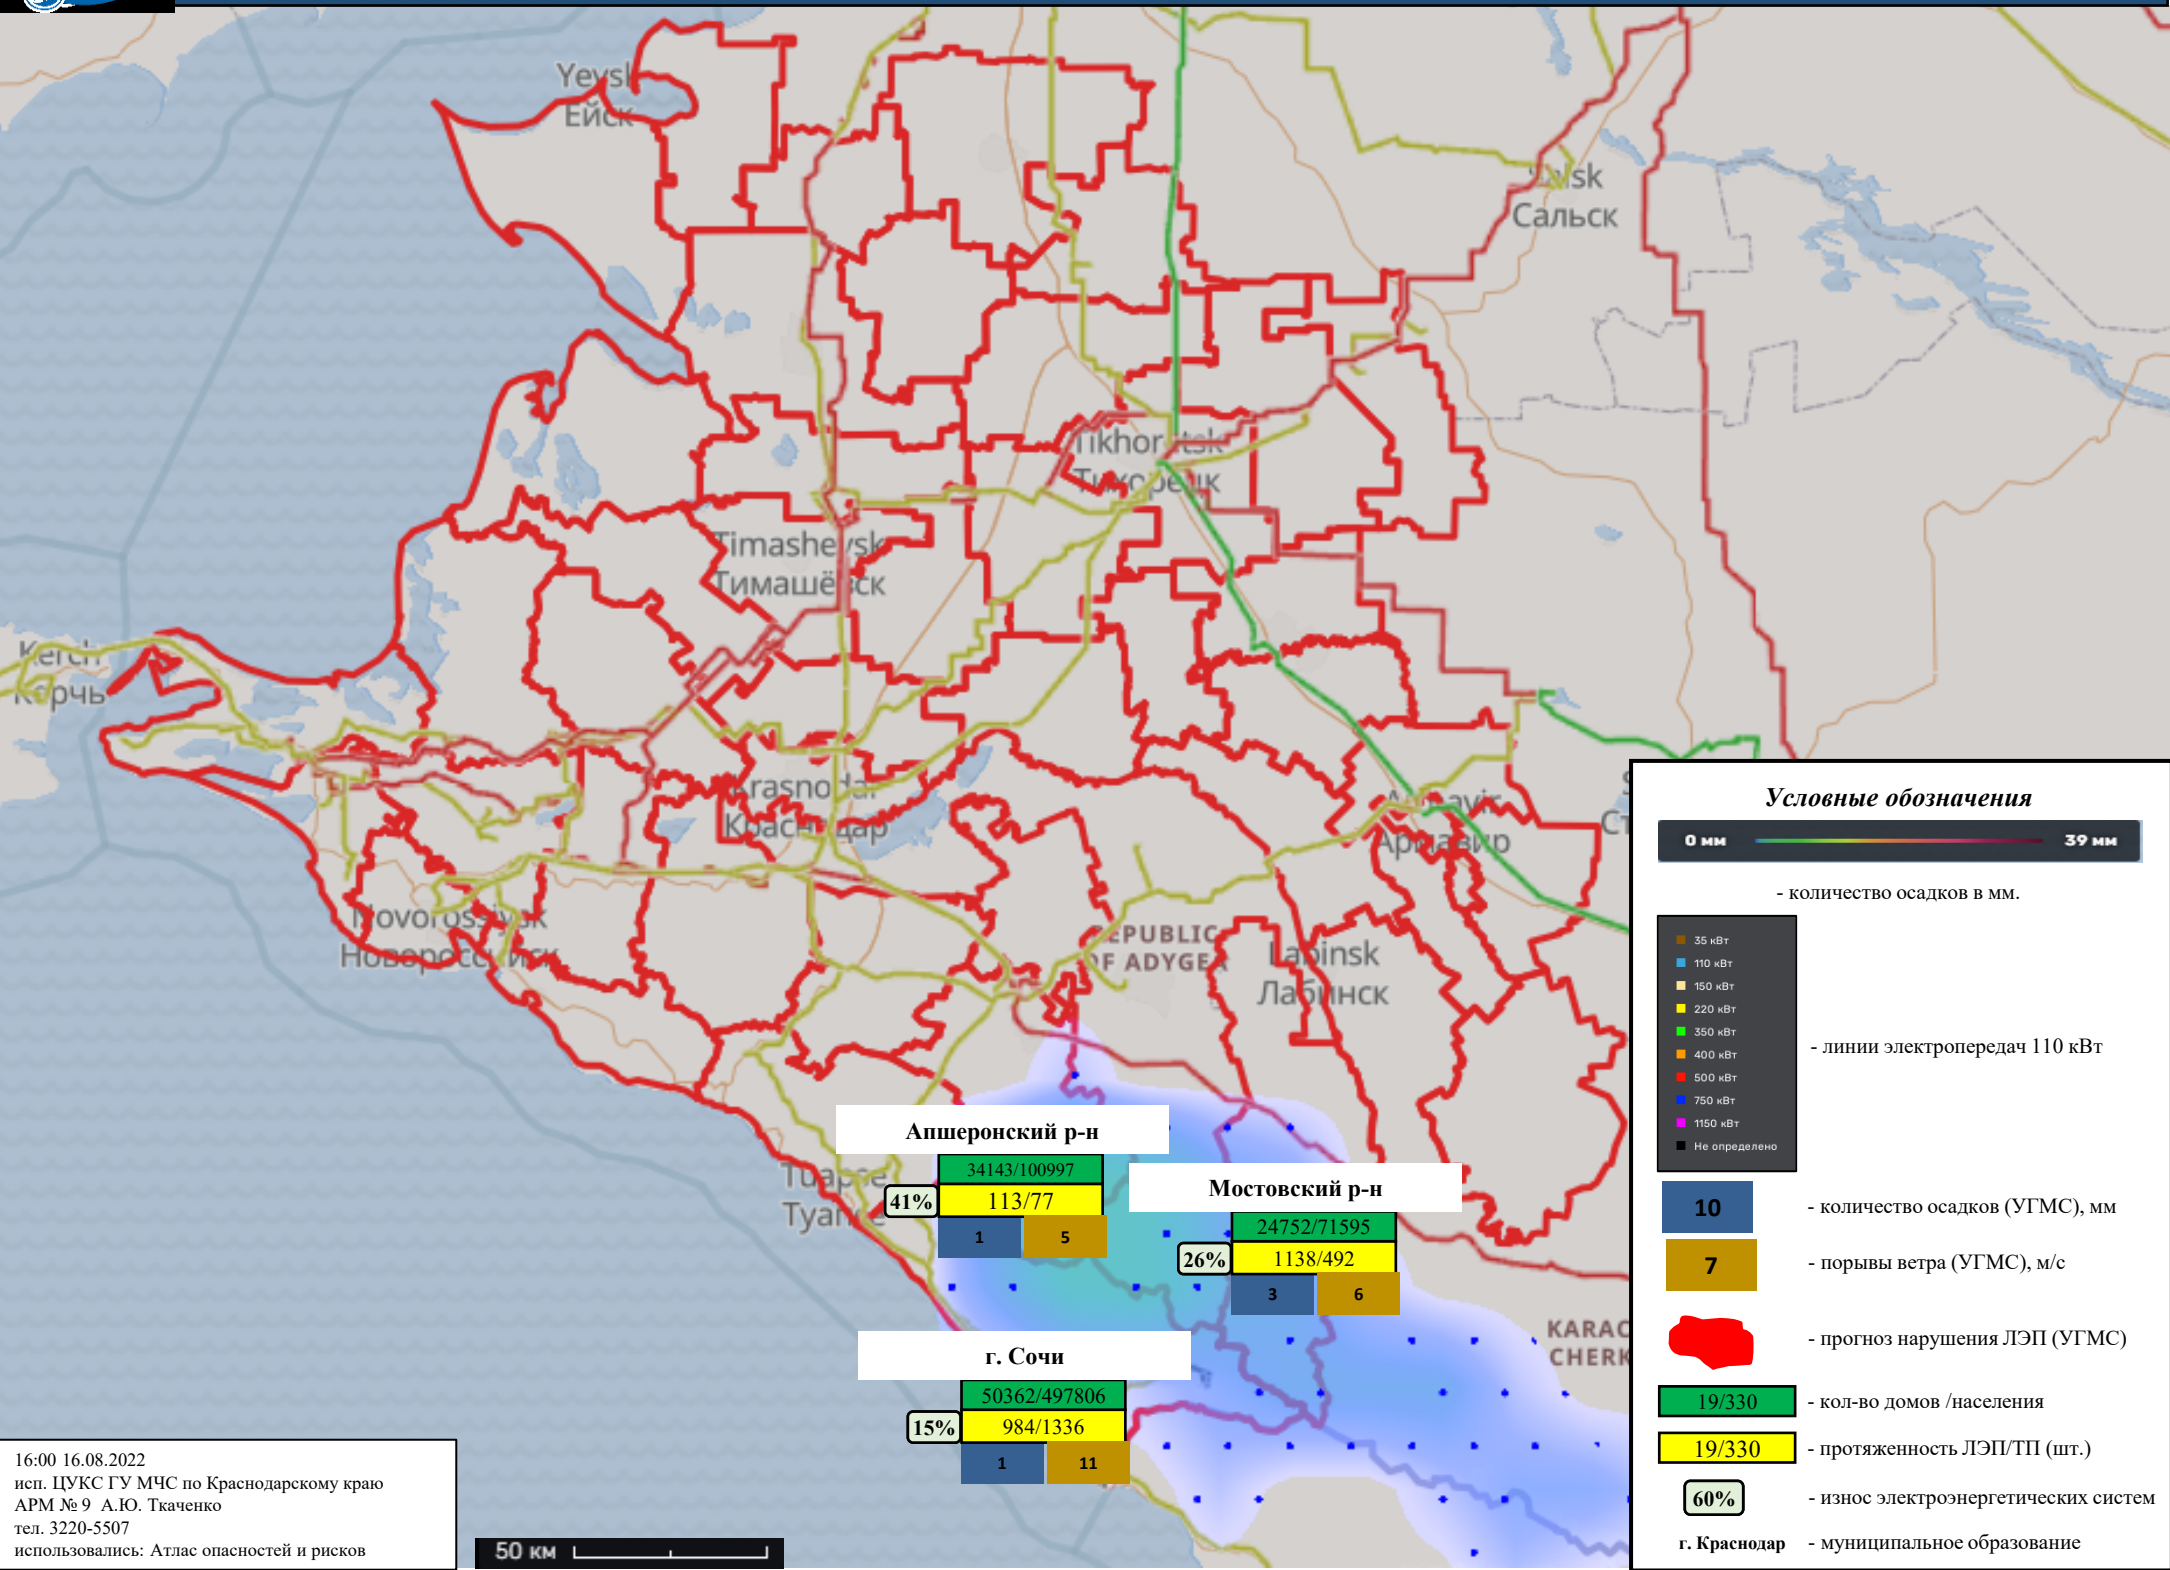 Yeysk
Ейск
Salsk
Сальск
Tikhoretsk
Тихорецк
Timashevsk
Тимашёвск
Kerch
Керчь
Krasnodar
Краснодар
Armavir
Армавир
Novorossiysk
Новороссийск
REPUBLIC
OF ADYGEA
Labinsk
Лабинск
Tuapse
Туапсе
KARAC
CHERK
Апшеронский р-н
34143/100997
41%
113/77
1
5
Мостовский р-н
24752/71595
26%
1138/492
3
6
г. Сочи
50362/497806
15%
984/1336
1
11
16:00 16.08.2022
исп. ЦУКС ГУ МЧС по Краснодарскому краю
АРМ № 9 А.Ю. Ткаченко
тел. 3220-5507
использовались: Атлас опасностей и рисков
50 км
Условные обозначения
0 мм 39 мм
- количество осадков в мм.
35 кВт
110 кВт
150 кВт
220 кВт
350 кВт
400 кВт
500 кВт
750 кВт
1150 кВт
Не определено
- линии электропередач 110 кВт
10 - количество осадков (УГМС), мм
7 - порывы ветра (УГМС), м/с
- прогноз нарушения ЛЭП (УГМС)
19/330 - кол-во домов /населения
19/330 - протяженность ЛЭП/ТП (шт.)
60% - износ электроэнергетических систем
г. Краснодар - муниципальное образование